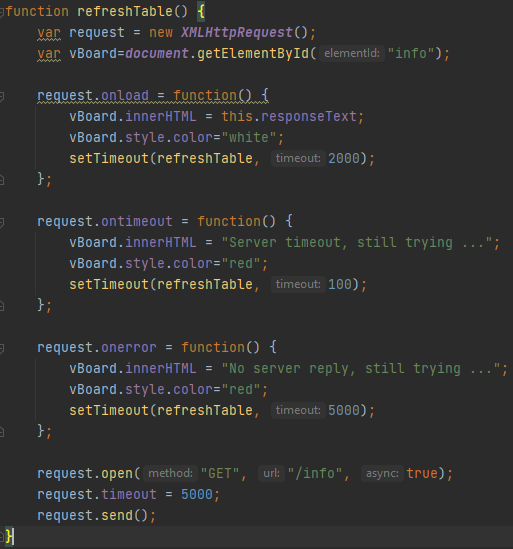 function refreshTable() {
    var request = new XMLHttpRequest();
    var vBoard=document.getElementById( elementId: "info");

    request.onload = function() {
        vBoard.innerHTML = this.responseText;
        vBoard.style.color="white";
        setTimeout(refreshTable, timeout: 2000);
    };

    request.ontimeout = function() {
        vBoard.innerHTML = "Server timeout, still trying ...";
        vBoard.style.color="red";
        setTimeout(refreshTable, timeout: 100);
    };

    request.onerror = function() {
        vBoard.innerHTML = "No server reply, still trying ...";
        vBoard.style.color="red";
        setTimeout(refreshTable, timeout: 5000);
    };

    request.open( method: "GET", url: "/info", async: true);
    request.timeout = 5000;
    request.send();
}